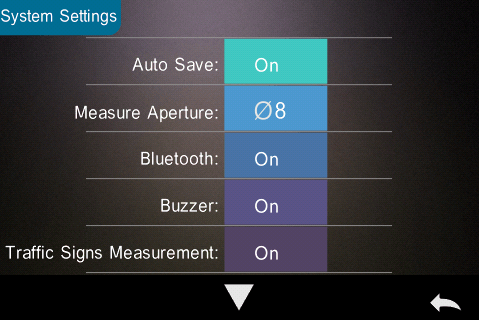 System Settings
Auto Save: On
Measure Aperture: Ø8
Bluetooth: On
Buzzer: On
Traffic Signs Measurement: On